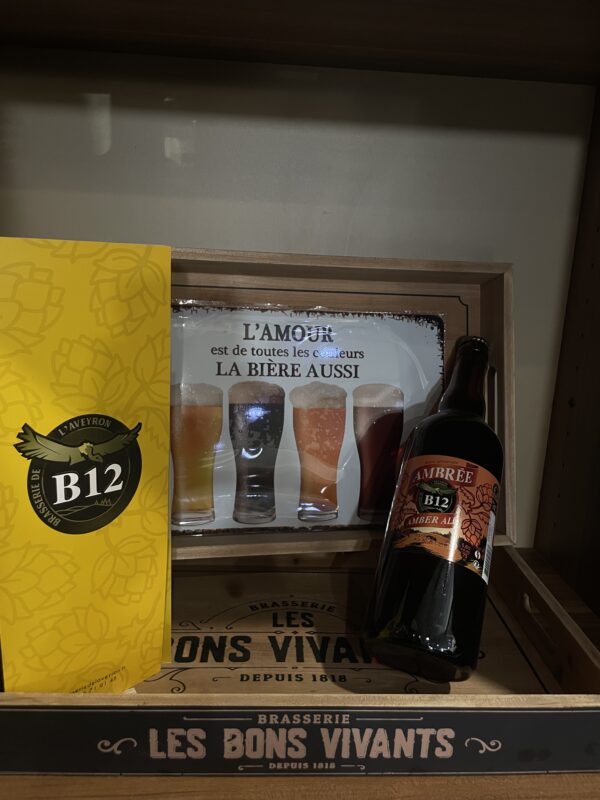 L'AMOUR
est de toutes les couleurs
LA BIÈRE AUSSI
BRASSERIE DE L'AVEYRON
B12
AMBRÉE
B12
AMBER ALE
BRASSERIE
LES
BONS VIVANTS
DEPUIS 1818
BRASSERIE
LES BONS VIVANTS
DEPUIS 1818